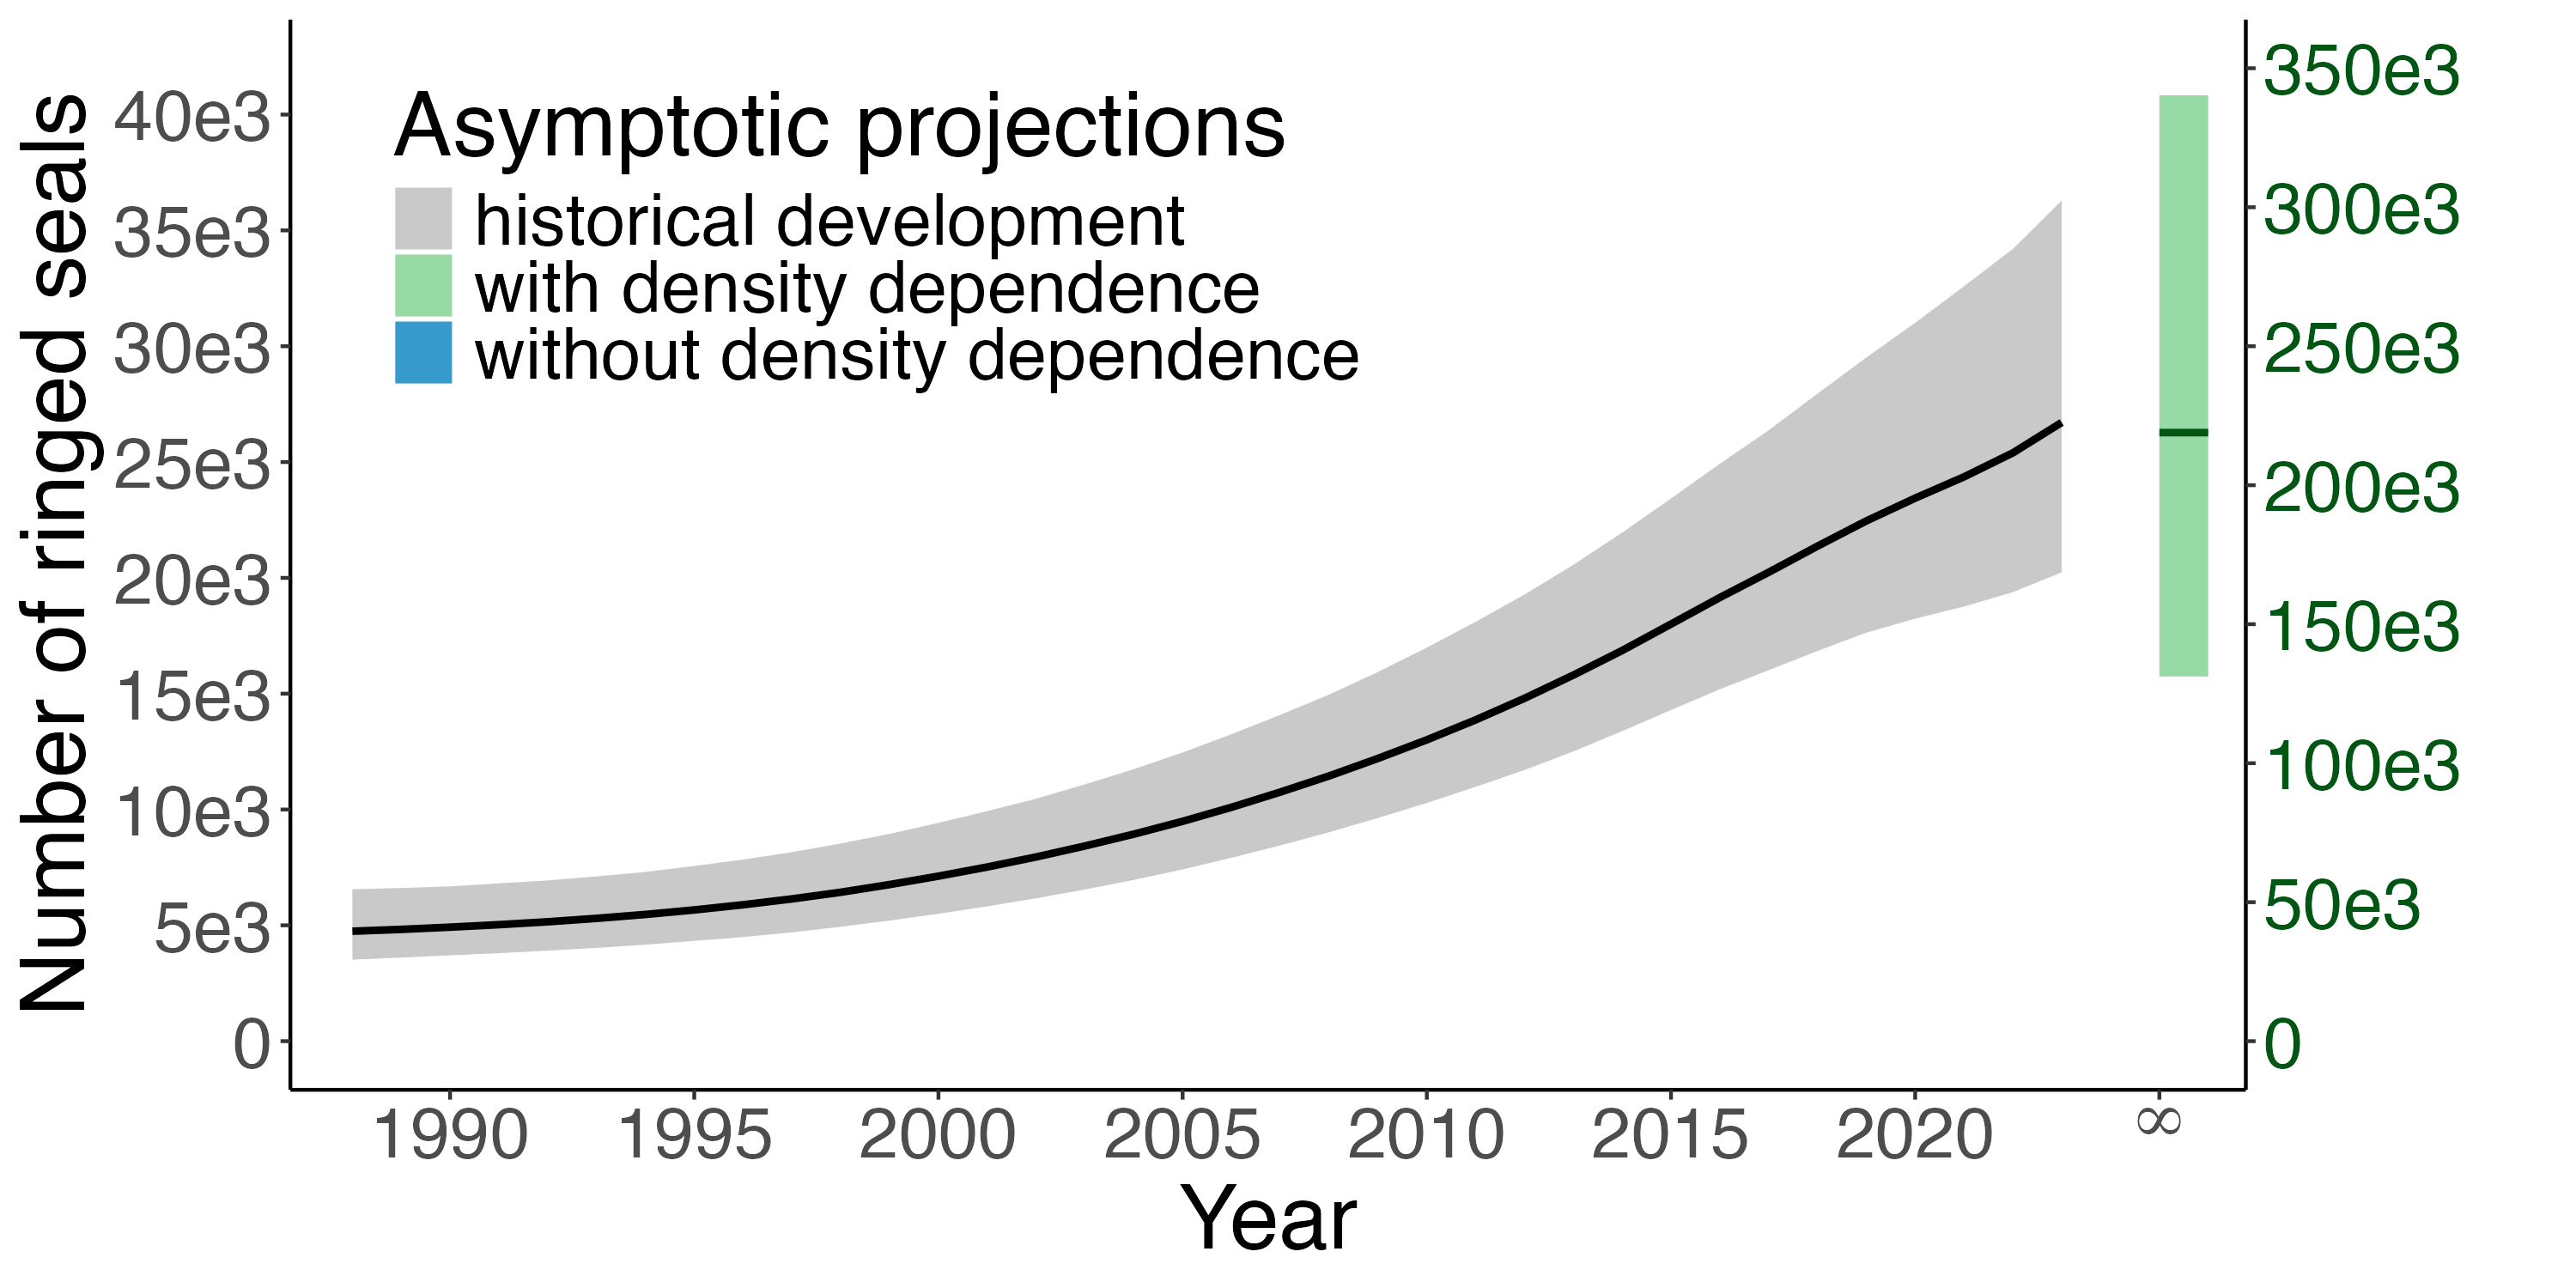 Number of ringed seals
40e3
35e3
30e3
25e3
20e3
15e3
10e3
5e3
0
Asymptotic projections
historical development
with density dependence
without density dependence
350e3
300e3
250e3
200e3
150e3
100e3
50e3
0
1990 1995 2000 2005 2010 2015 2020 ∞
Year